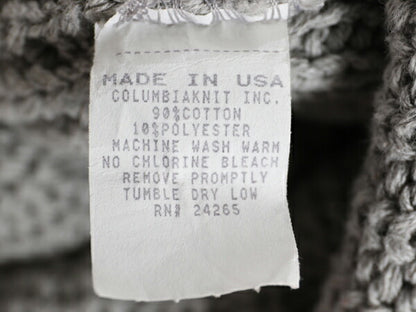 MADE IN USA
COLUMBIAKNIT INC.
90%COTTON
10%POLYESTER
MACHINE WASH WARM
NO CHLORINE BLEACH
REMOVE PROMPTLY
TUMBLE DRY LOW
RN# 24265